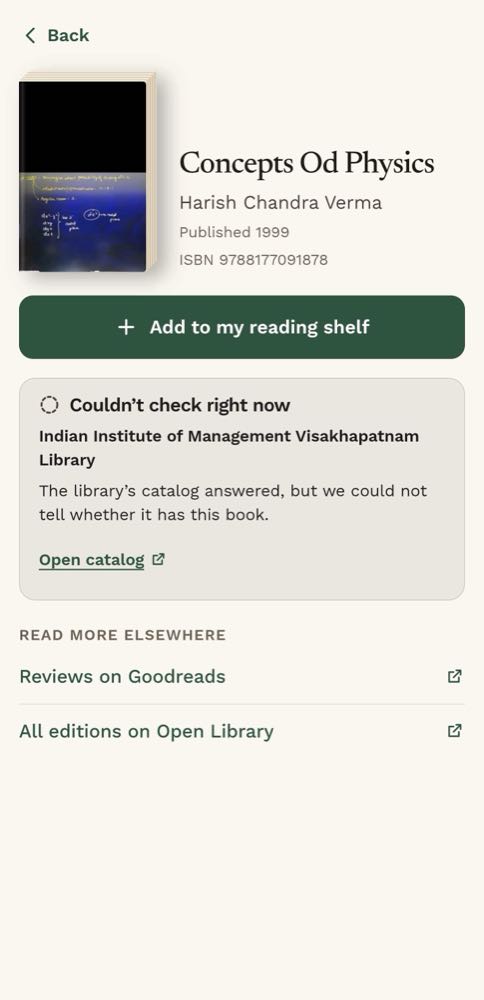 Back
Concepts Od Physics
Harish Chandra Verma
Published 1999
ISBN 9788177091878
Add to my reading shelf
Couldn’t check right now
Indian Institute of Management Visakhapatnam
Library
The library’s catalog answered, but we could not
tell whether it has this book.
Open catalog
READ MORE ELSEWHERE
Reviews on Goodreads
All editions on Open Library